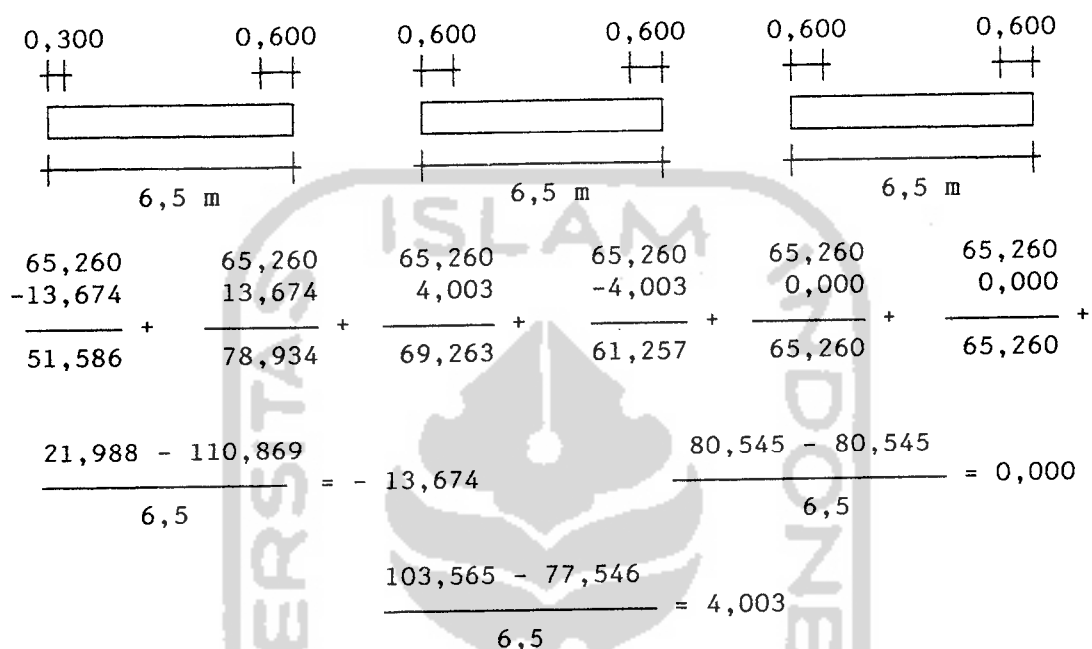 0,300 0,600 0,600 0,600 0,600 0,600
6,5 m 6,5 m 6,5 m
65,260 65,260 65,260 65,260 65,260 65,260
-13,674 13,674 4,003 -4,003 0,000 0,000
+ + + + + +
51,586 78,934 69,263 61,257 65,260 65,260
21,988 - 110,869 80,545 - 80,545
= - 13,674 = 0,000
6,5 6,5
103,565 - 77,546
= 4,003
6,5
ISLAM
ERSTAS
INDONE